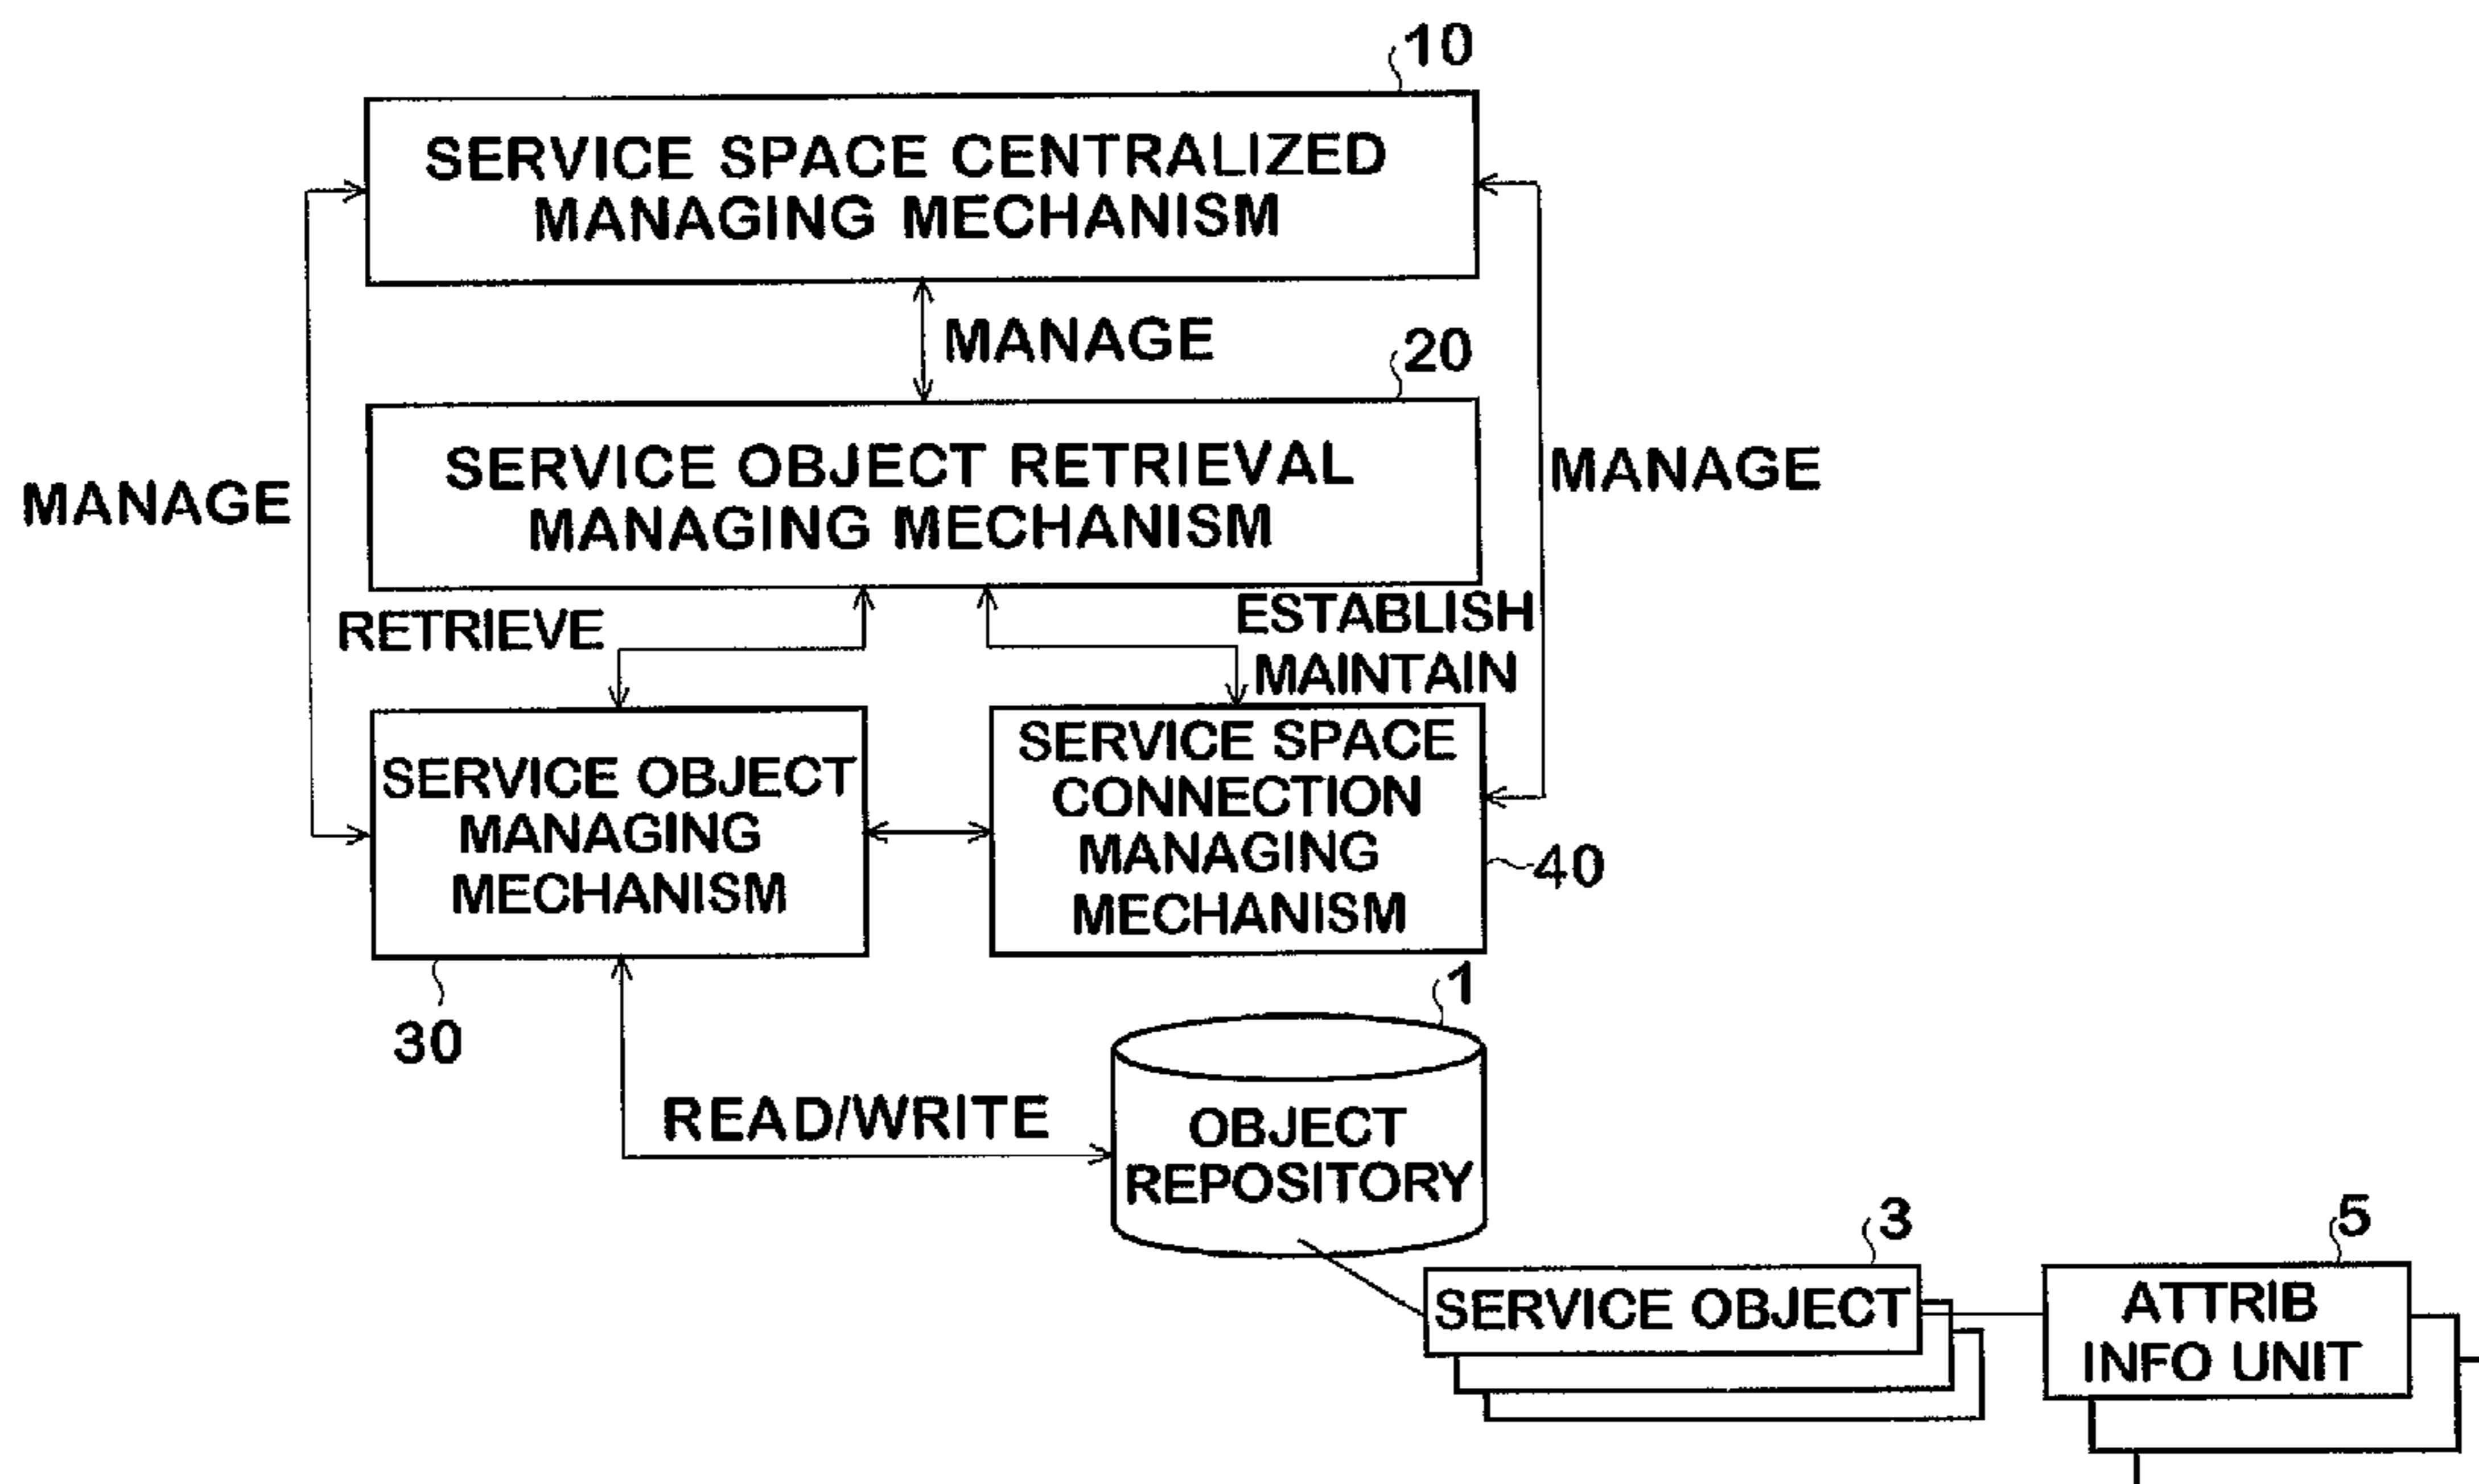 10
SERVICE SPACE CENTRALIZED
MANAGING MECHANISM
MANAGE
20
SERVICE OBJECT RETRIEVAL
MANAGING MECHANISM
MANAGE
MANAGE
RETRIEVE
ESTABLISH
MAINTAIN
SERVICE OBJECT
MANAGING
MECHANISM
SERVICE SPACE
CONNECTION
MANAGING
MECHANISM
40
30
1
READ/WRITE
OBJECT
REPOSITORY
3
SERVICE OBJECT
5
ATTRIB
INFO UNIT